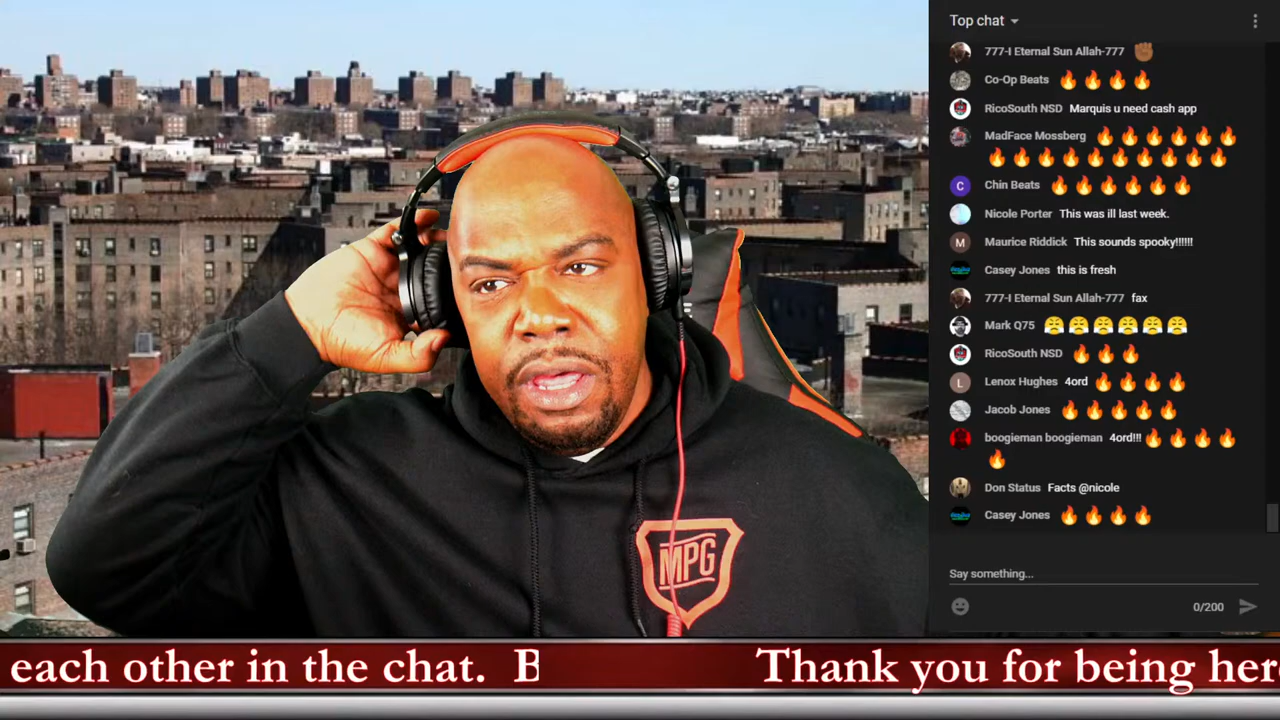 Top chat
777-I Eternal Sun Allah-777
Co-Op Beats
RicoSouth NSD Marquis u need cash app
MadFace Mossberg
C Chin Beats
Nicole Porter This was ill last week.
M Maurice Riddick This sounds spooky!!!!!!
Casey Jones this is fresh
777-I Eternal Sun Allah-777 fax
Mark Q75
RicoSouth NSD
L Lenox Hughes 4ord
Jacob Jones
boogieman boogieman 4ord!!!
Don Status Facts @nicole
Casey Jones
Say something...
0/200
MPG
each other in the chat. B
Thank you for being here